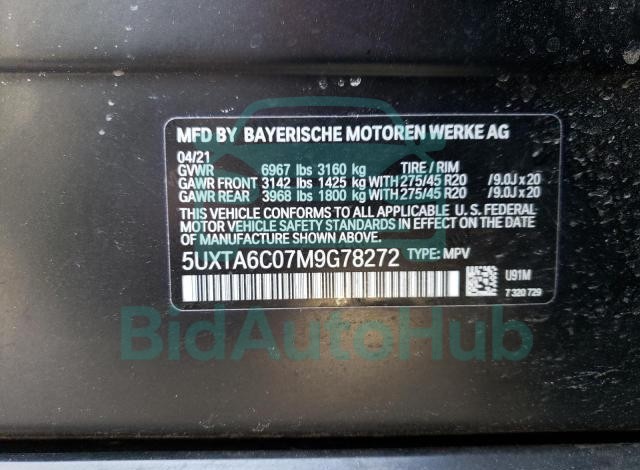 MFD BY BAYERISCHE MOTOREN WERKE AG
04/21
GVWR 6967 lbs 3160 kg TIRE / RIM
GAWR FRONT 3142 lbs 1425 kg WITH 275/45 R20 /9.0J x 20
GAWR REAR 3968 lbs 1800 kg WITH 275/45 R20 /9.0J x 20
THIS VEHICLE CONFORMS TO ALL APPLICABLE U.S. FEDERAL
MOTOR VEHICLE SAFETY STANDARDS IN EFFECT ON THE DATE
OF MANUFACTURE SHOWN ABOVE.
5UXTA6C07M9G78272 TYPE: MPV
U91M
7 320 729
BidAutoHub